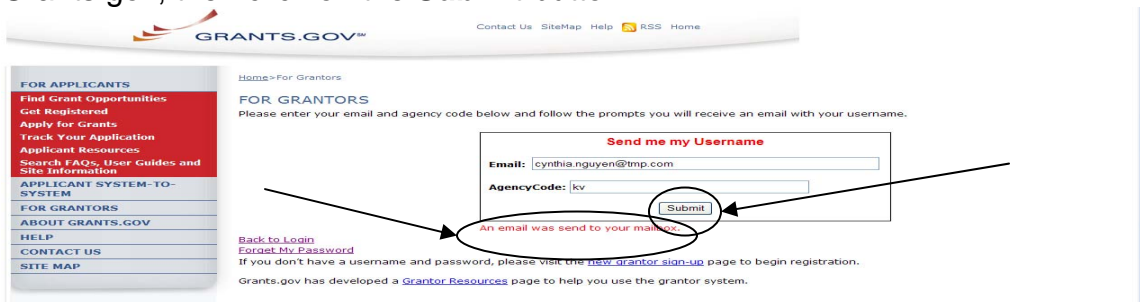 Contact Us SiteMap Help RSS Home
GRANTS.GOV℠
Home>For Grantors
FOR APPLICANTS
Find Grant Opportunities
Get Registered
Apply for Grants
Track Your Application
Applicant Resources
Search FAQs, User Guides and
Site Information
APPLICANT SYSTEM-TO-
SYSTEM
FOR GRANTORS
ABOUT GRANTS.GOV
HELP
CONTACT US
SITE MAP
FOR GRANTORS
Please enter your email and agency code below and follow the prompts you will receive an email with your username.
Send me my Username
Email: cynthia.nguyen@tmp.com
AgencyCode: kv
Submit
An email was send to your mailbox.
Back to Login
Forget My Password
If you don't have a username and password, please visit the new grantor sign-up page to begin registration.
Grants.gov has developed a Grantor Resources page to help you use the grantor system.